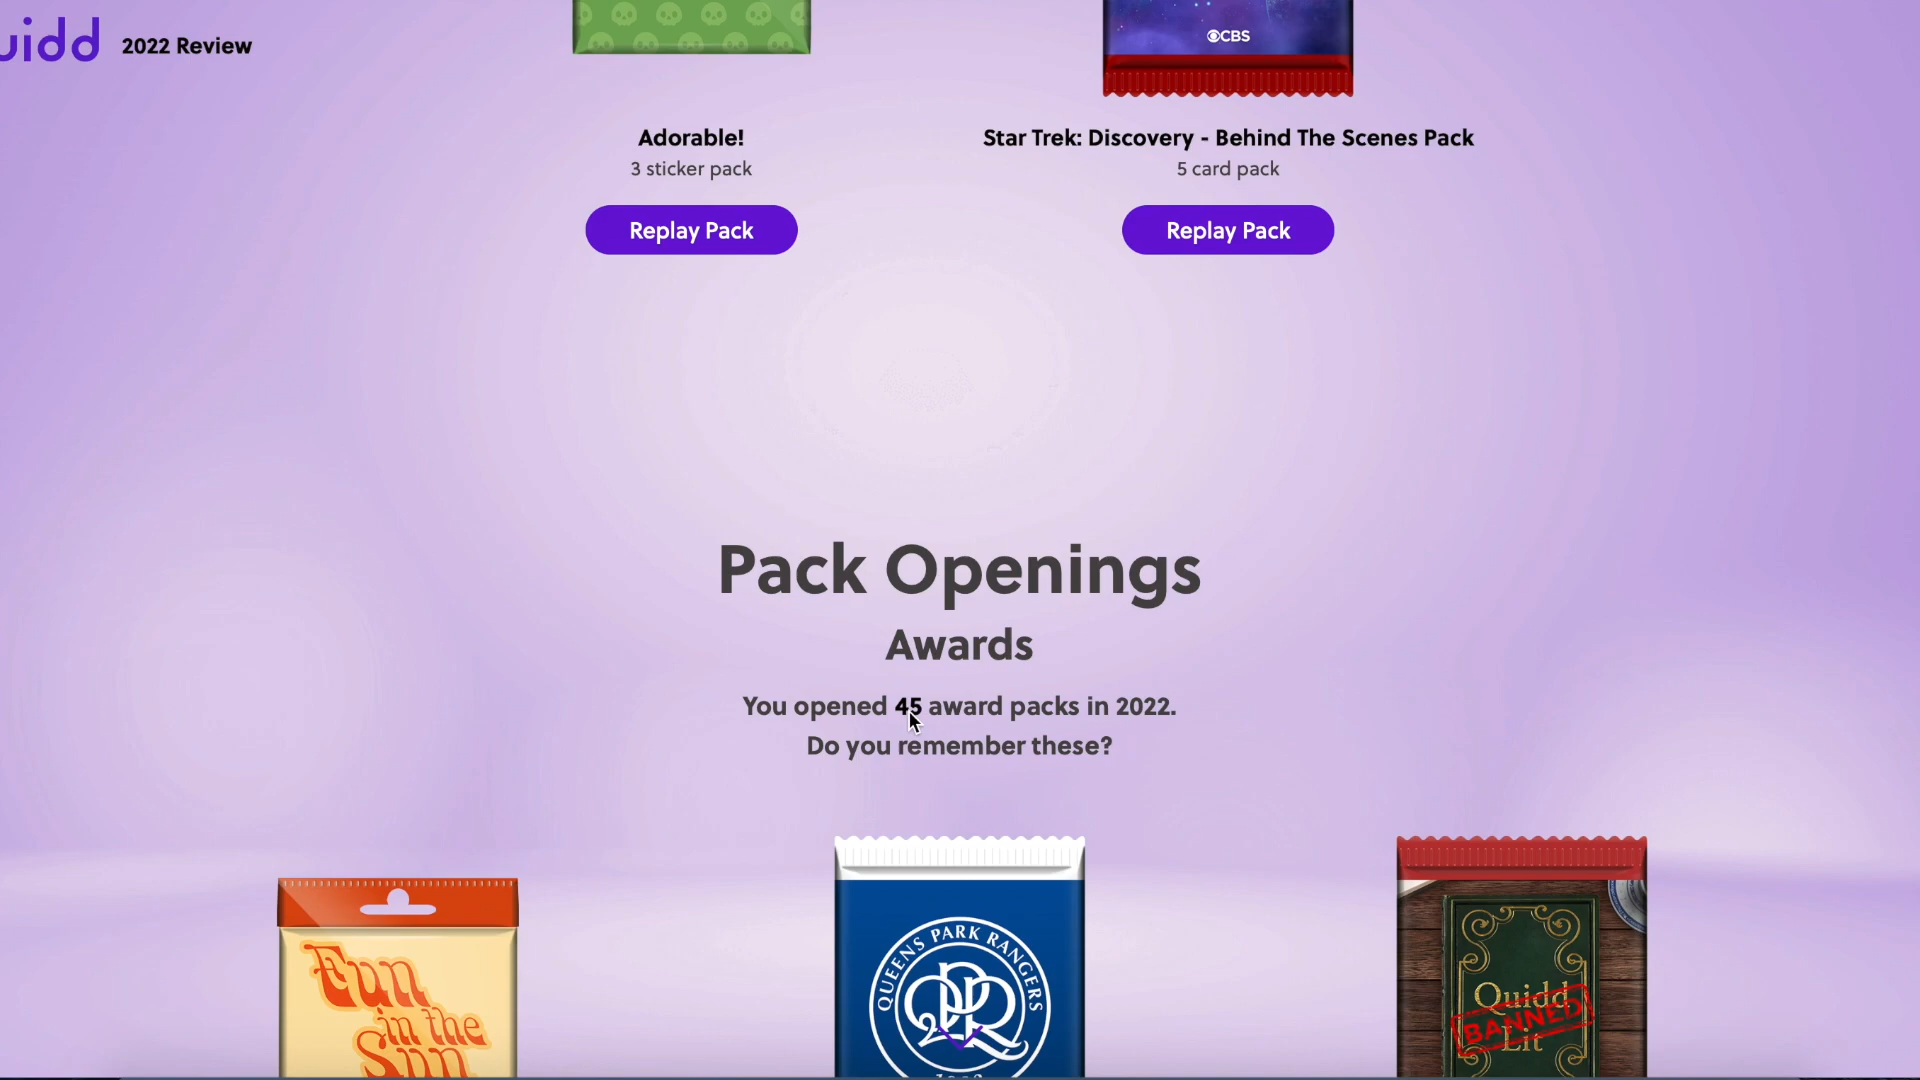 uidd
2022 Review
CBS
Adorable!
3 sticker pack
Replay Pack
Star Trek: Discovery - Behind The Scenes Pack
5 card pack
Replay Pack
Pack Openings
Awards
You opened 45 award packs in 2022.
Do you remember these?
Fun
in the
Sun
QUEENS PARK RANGERS
QPR
Quidd
BANNED
Lit